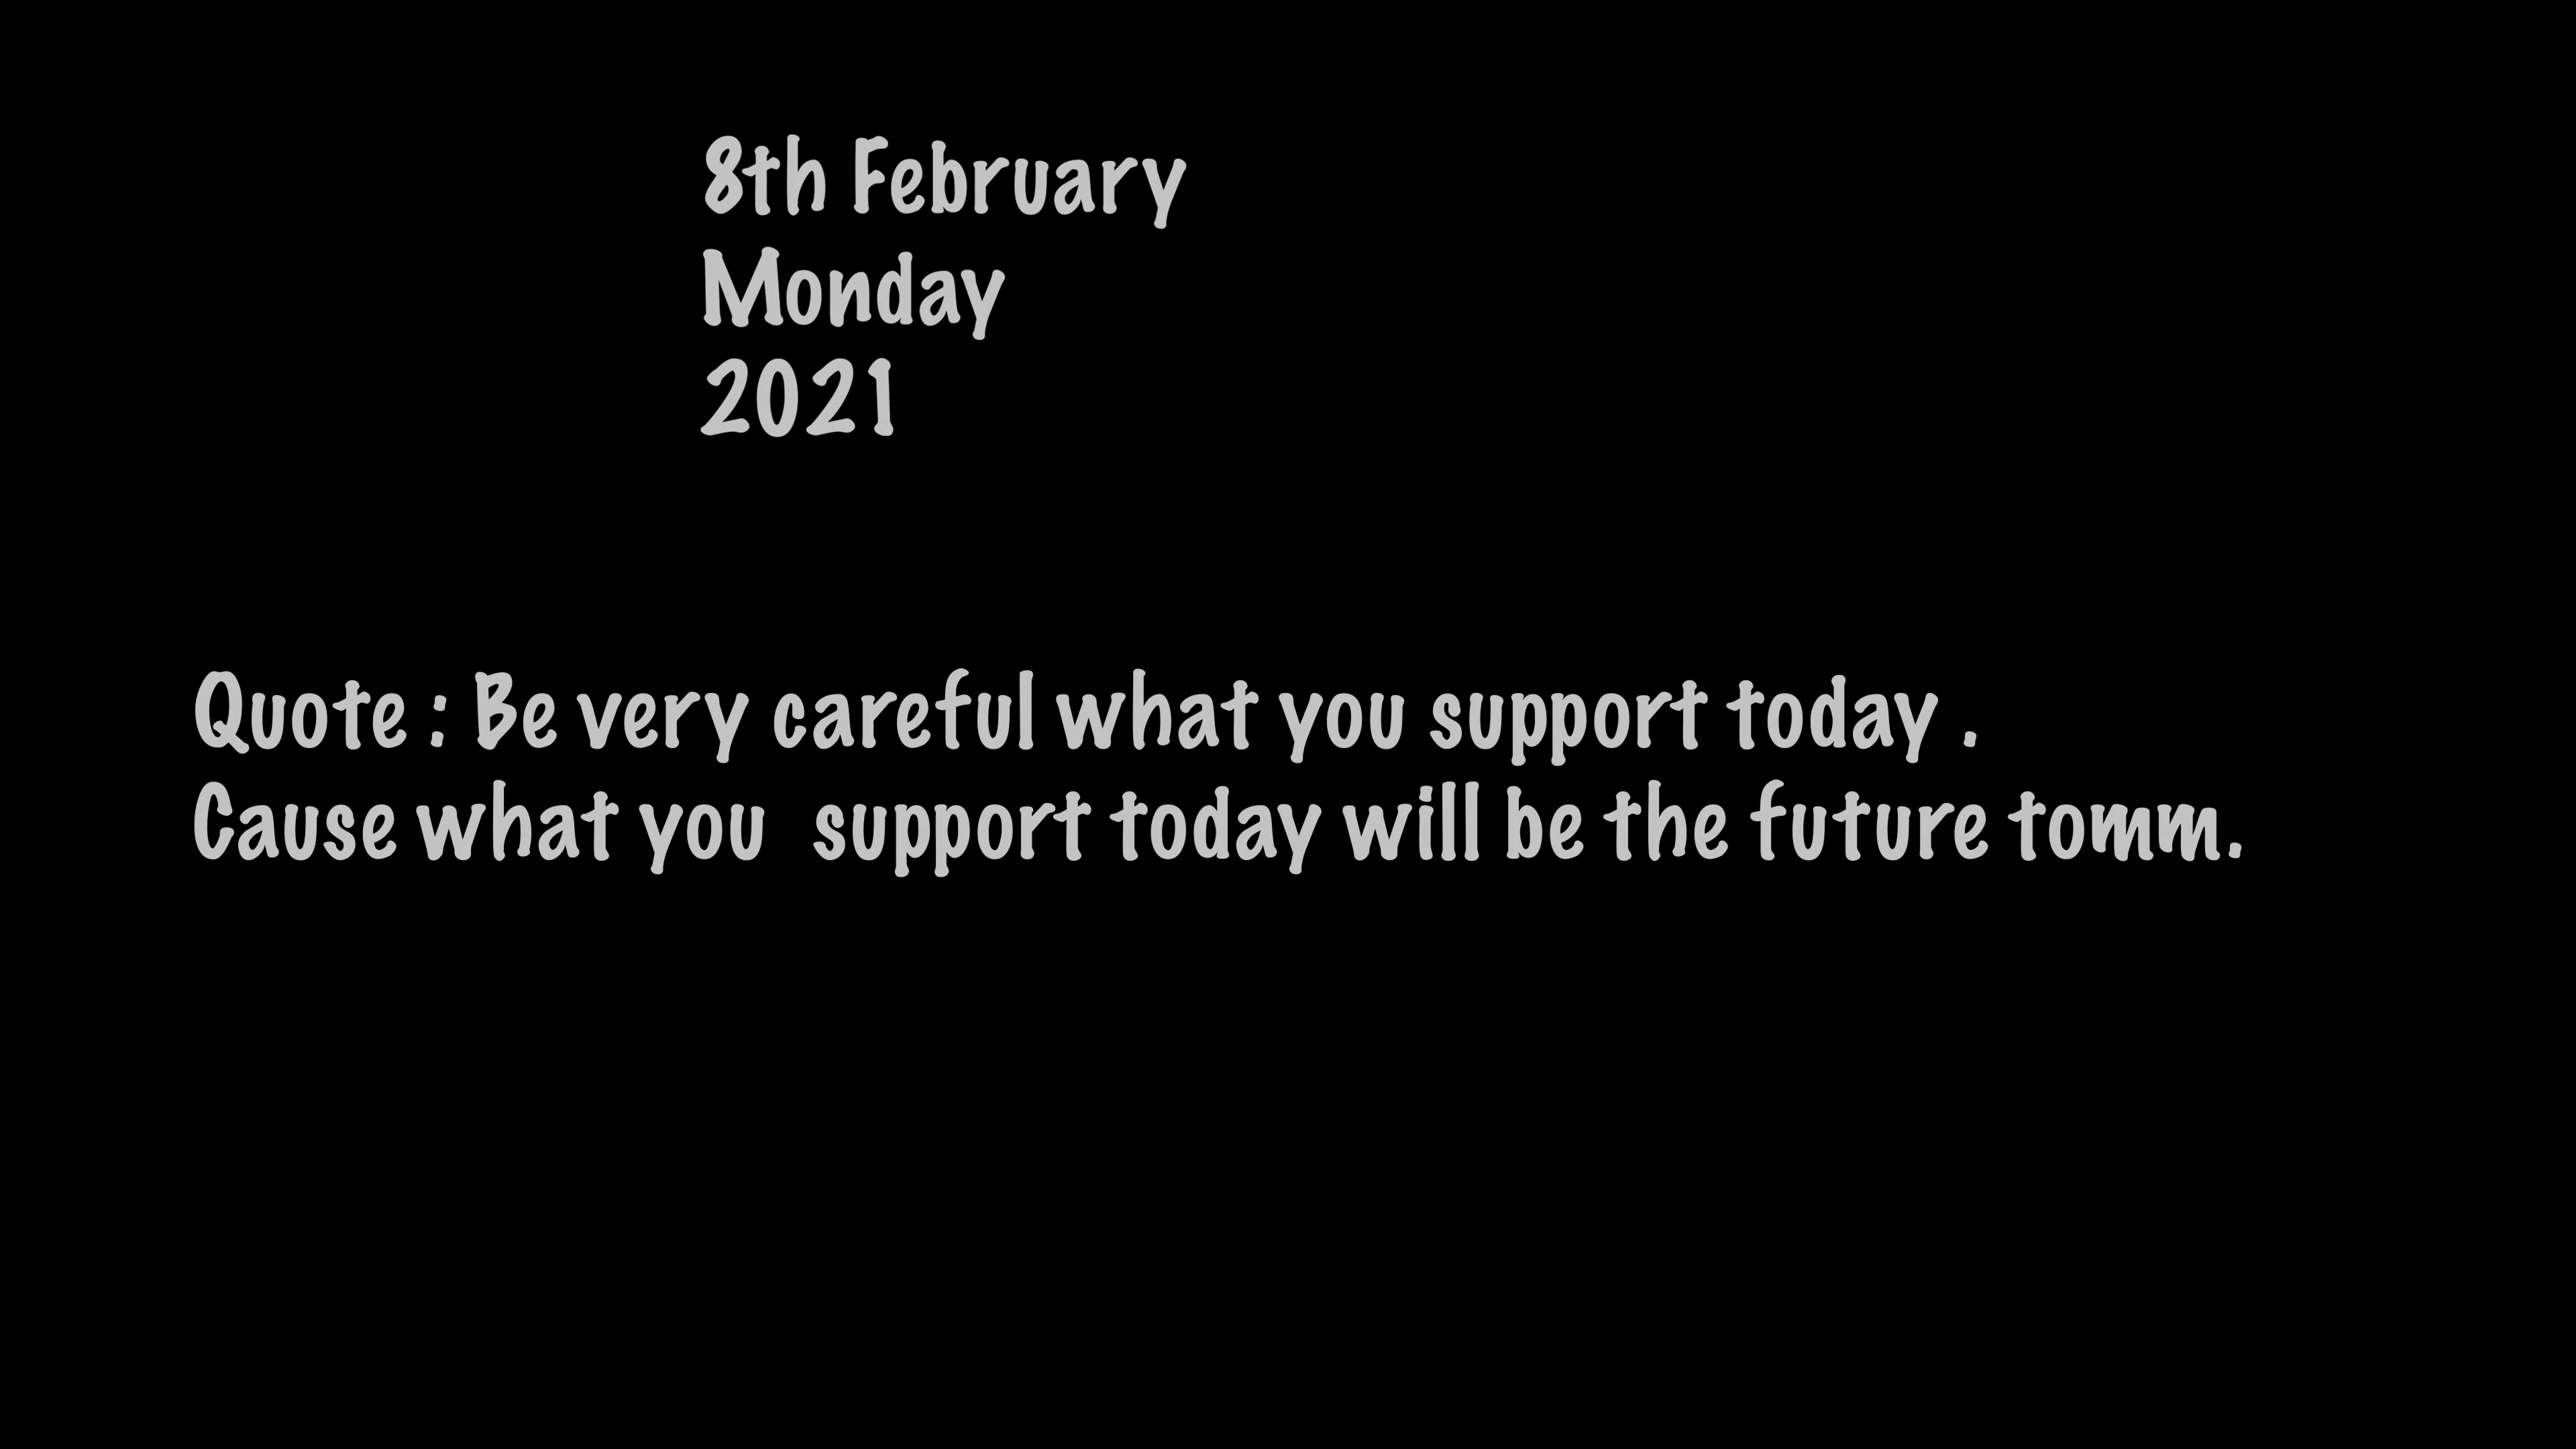 8th February
Monday
2021
Quote : Be very careful what you support today .
Cause what you  support today will be the future tomm.